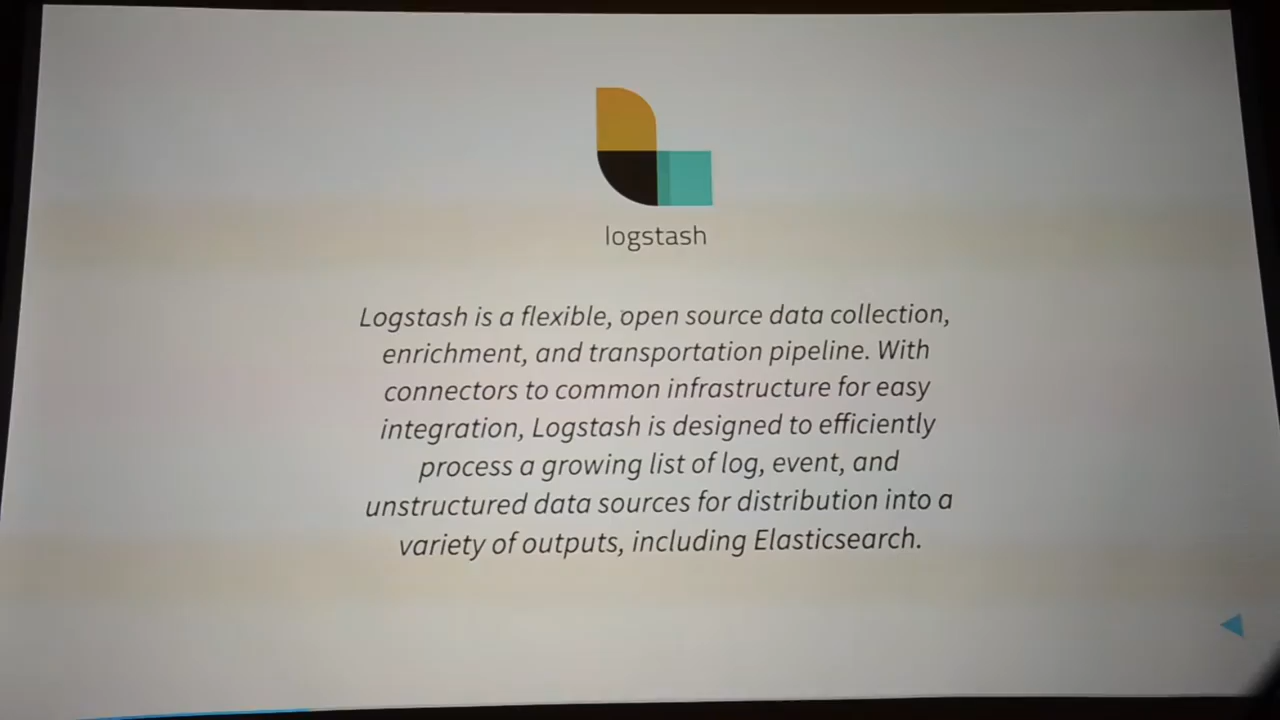 logstash
Logstash is a flexible, open source data collection,
enrichment, and transportation pipeline. With
connectors to common infrastructure for easy
integration, Logstash is designed to efficiently
process a growing list of log, event, and
unstructured data sources for distribution into a
variety of outputs, including Elasticsearch.